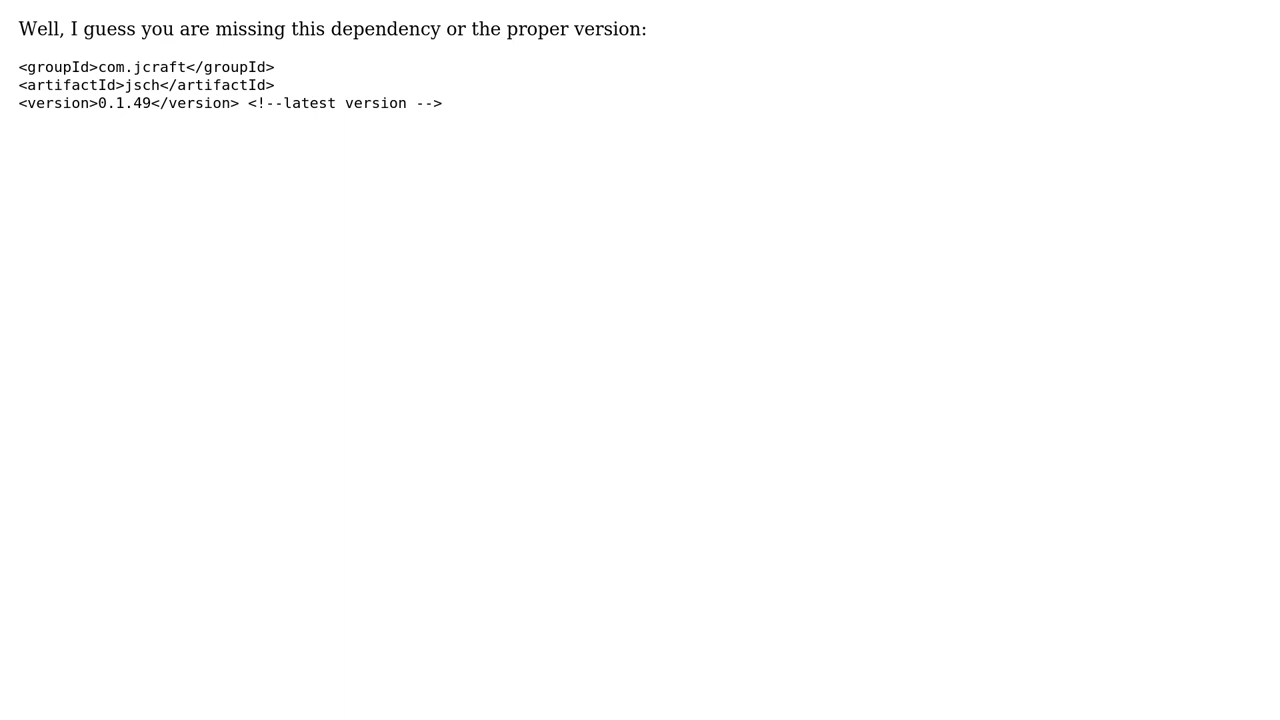 Well, I guess you are missing this dependency or the proper version:
<groupId>com.jcraft</groupId>
<artifactId>jsch</artifactId>
<version>0.1.49</version> <!--latest version -->